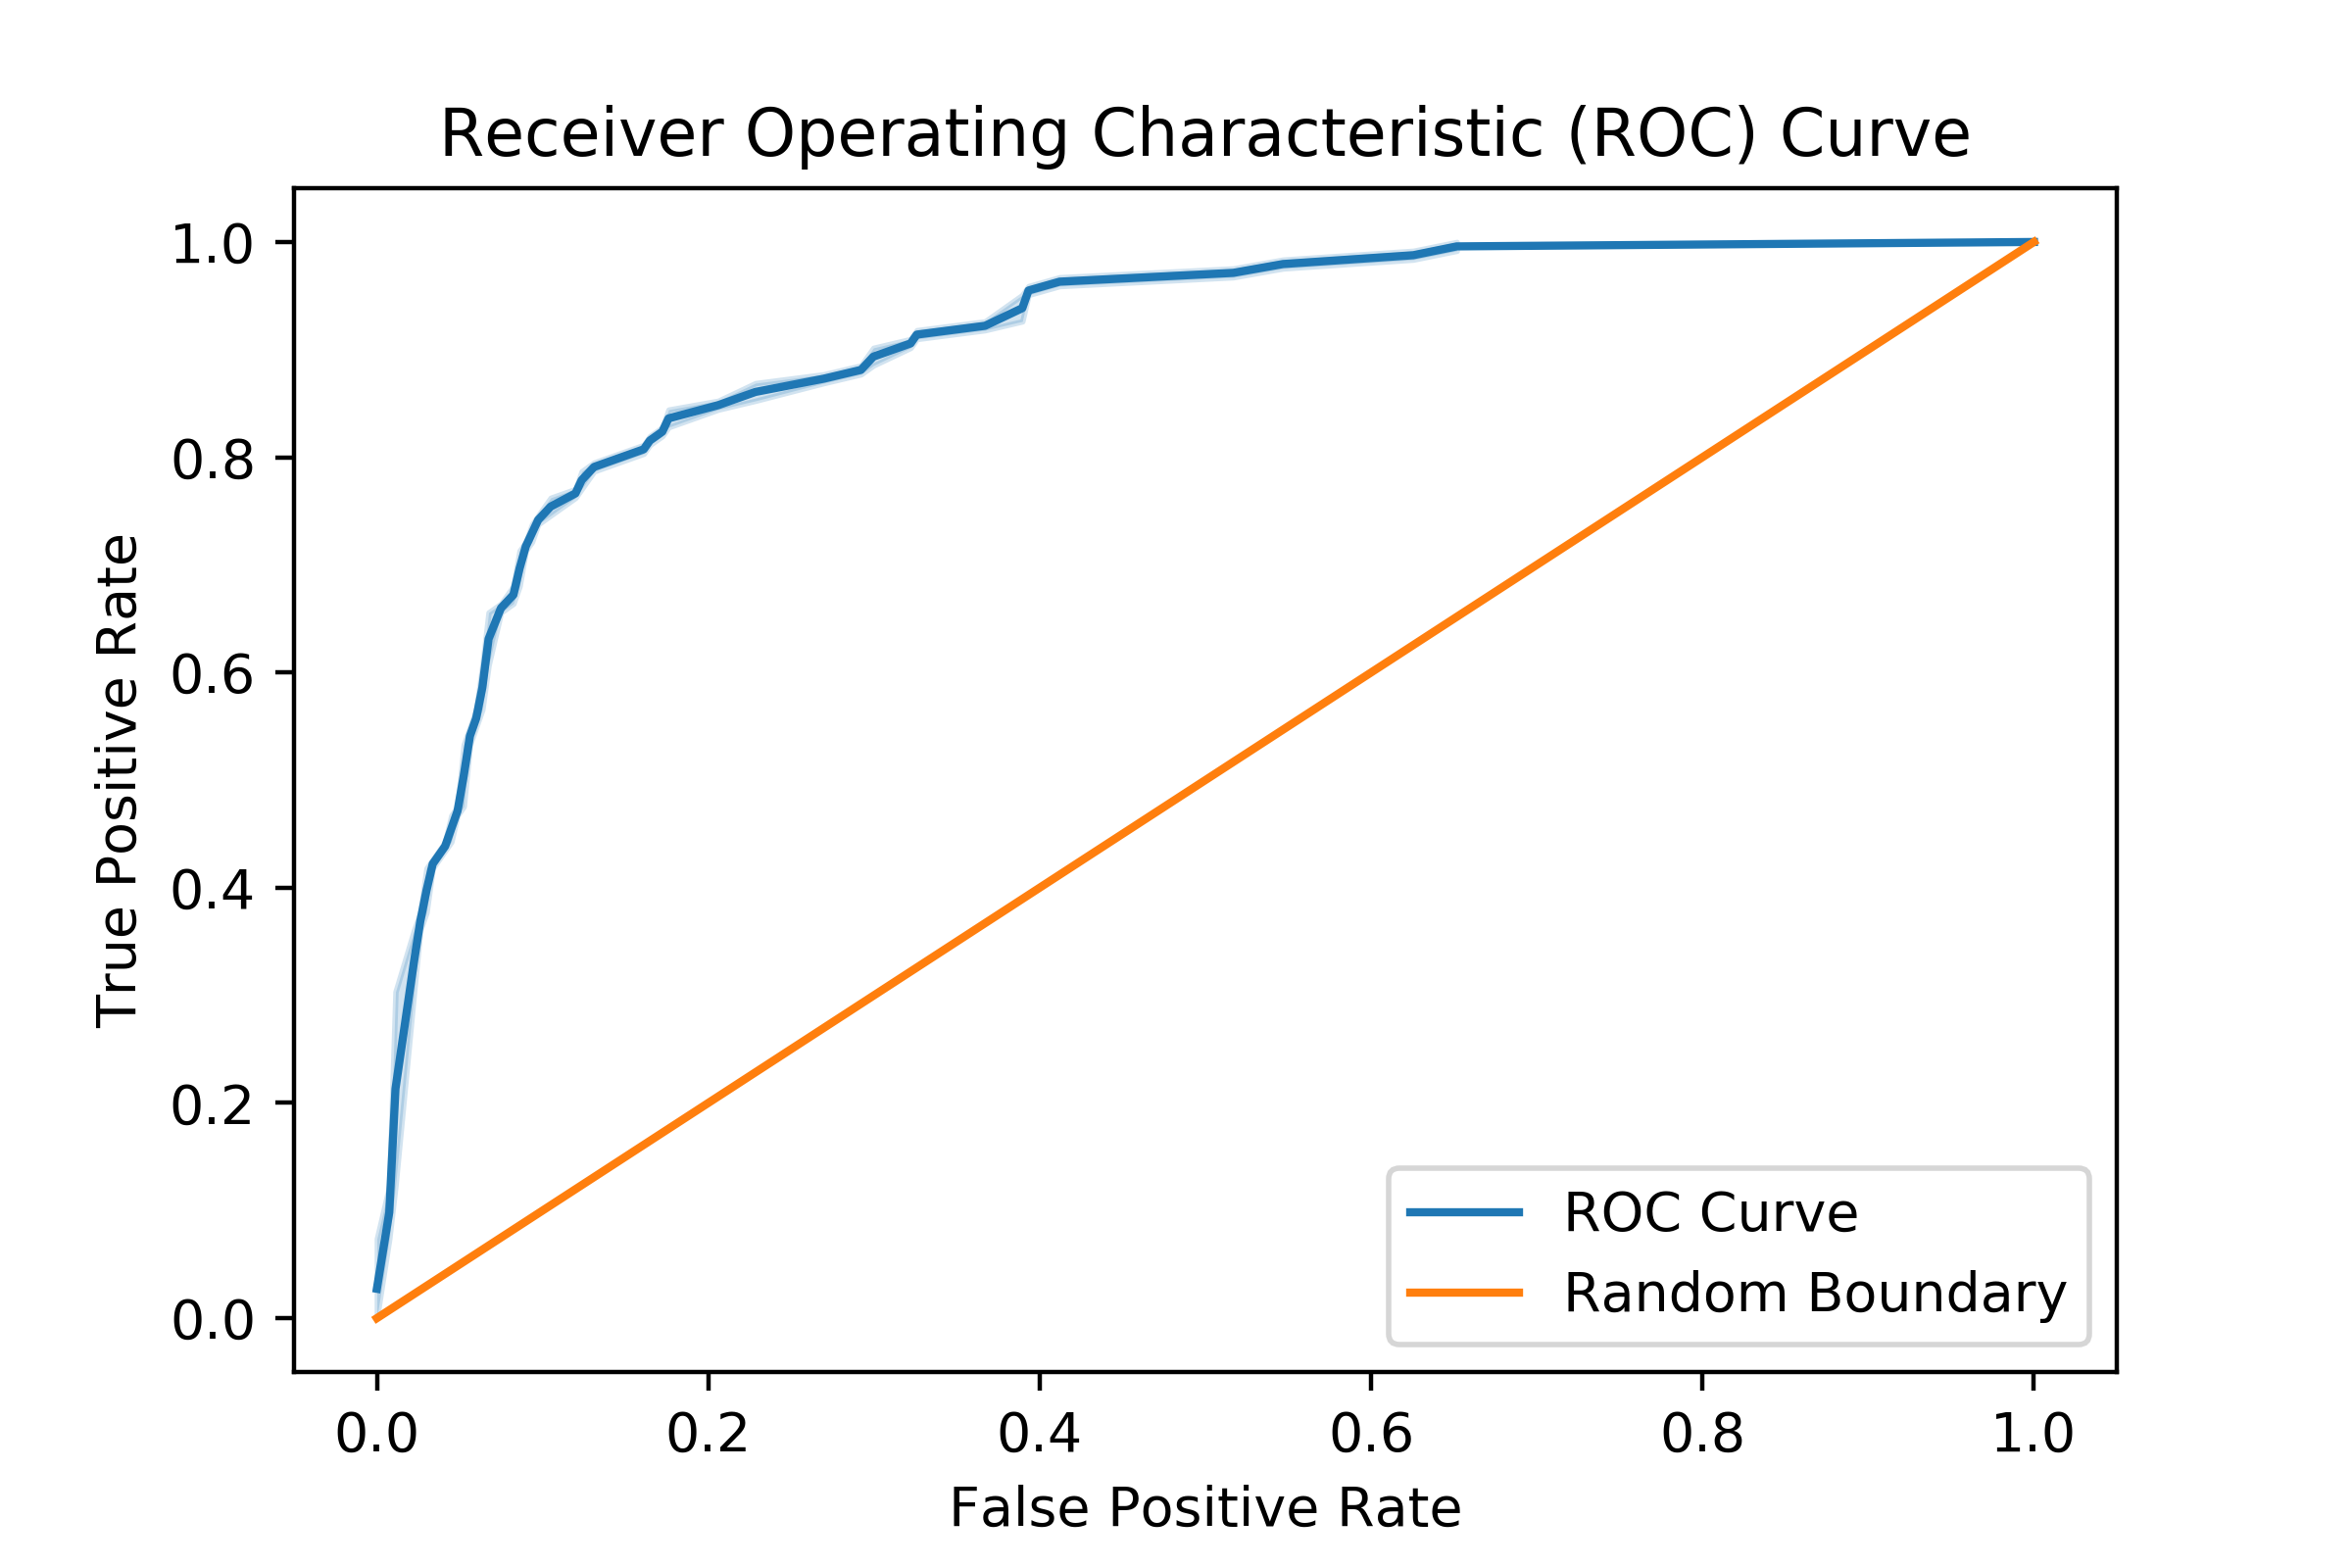 Receiver Operating Characteristic (ROC) Curve
True Positive Rate
1.0
0.8
0.6
0.4
0.2
0.0
ROC Curve
Random Boundary
0.0 0.2 0.4 0.6 0.8 1.0
False Positive Rate